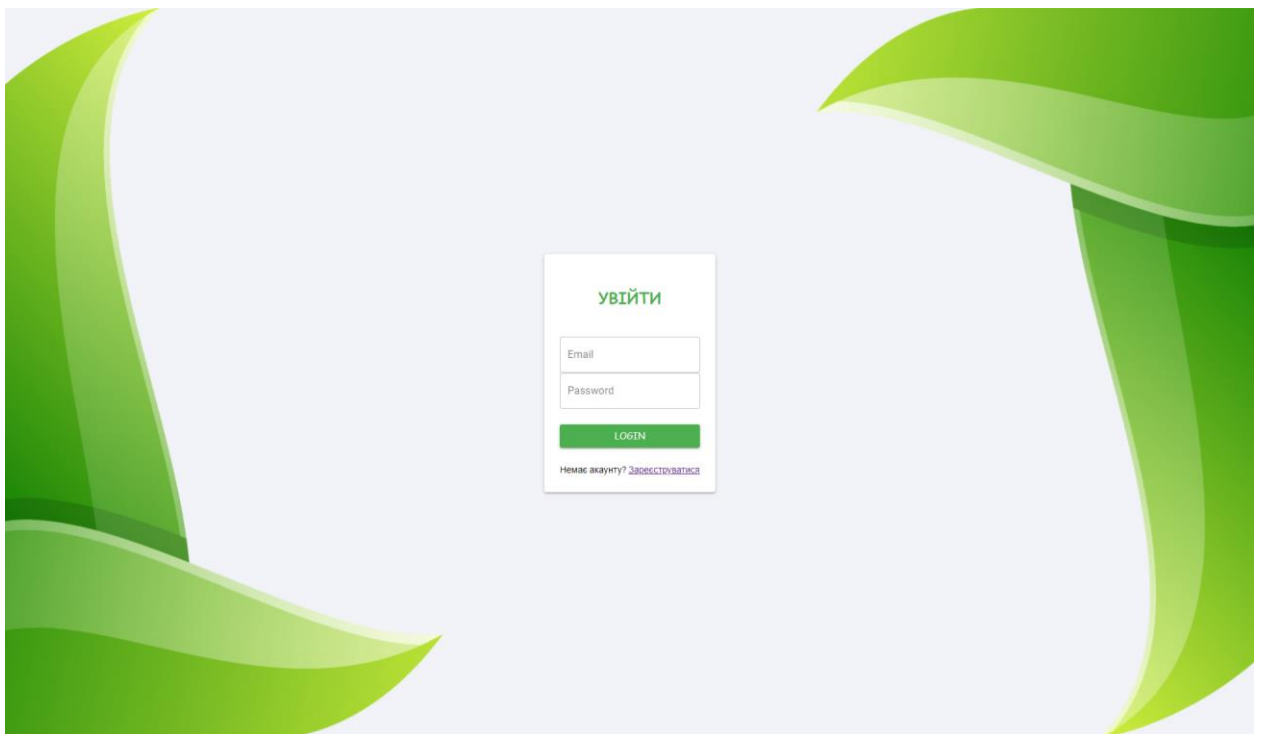 УВІЙТИ
Email
Password
LOGIN
Немає акаунту? Зареєструватися